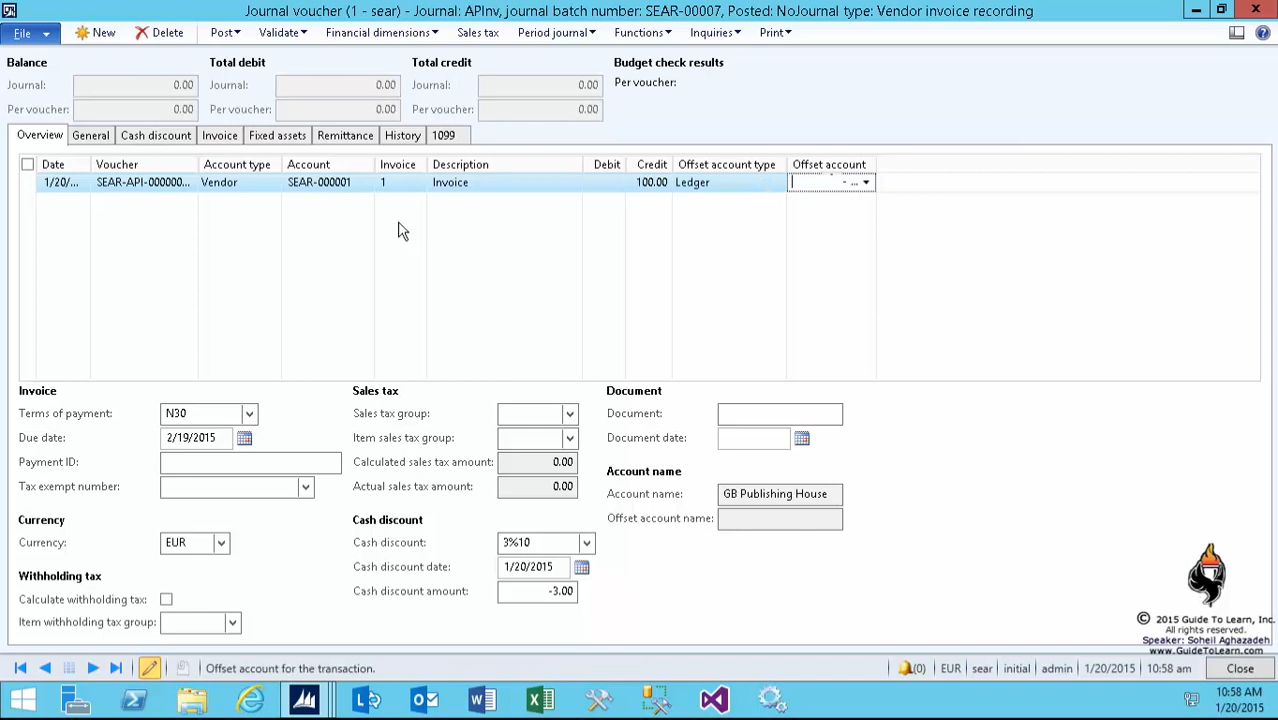 Journal voucher (1 - sear) - Journal: APInv, journal batch number: SEAR-00007, Posted: NoJournal type: Vendor invoice recording
File New Delete Post Validate Financial dimensions Sales tax Period journal Functions Inquiries Print
Balance Total debit Total credit Budget check results
Journal: 0.00 Journal: 0.00 Journal: 0.00 Per voucher:
Per voucher: 0.00 Per voucher: 0.00 Per voucher: 0.00
Overview General Cash discount Invoice Fixed assets Remittance History 1099
Date Voucher Account type Account Invoice Description Debit Credit Offset account type Offset account
1/20/... SEAR-API-000000... Vendor SEAR-000001 1 Invoice 100.00 Ledger - ...
Invoice Sales tax Document
Terms of payment: N30 Sales tax group: Document:
Due date: 2/19/2015 Item sales tax group: Document date:
Payment ID: Calculated sales tax amount: 0.00 Account name
Tax exempt number: Actual sales tax amount: 0.00 Account name: GB Publishing House
Currency Cash discount Offset account name:
Currency: EUR Cash discount: 3%10
Withholding tax Cash discount date: 1/20/2015
Calculate withholding tax: Cash discount amount: -3.00
Item withholding tax group:
© 2015 Guide To Learn, Inc.
All rights reserved.
Speaker: Soheil Aghazadeh
www.GuideToLearn.com
Offset account for the transaction. (0) EUR sear initial admin 1/20/2015 10:58 am Close
10:58 AM
1/20/2015